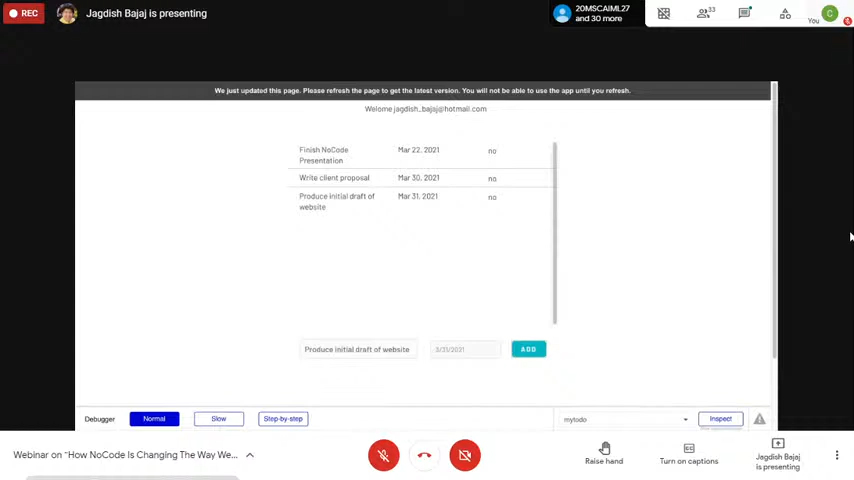 REC
Jagdish Bajaj is presenting
20MSCAIML27
and 30 more
33
You
C
We just updated this page. Please refresh the page to get the latest version. You will not be able to use the app until you refresh.
Welome jagdish_bajaj@hotmail.com
Finish NoCode
Presentation
Mar 22, 2021
no
Write client proposal
Mar 30, 2021
no
Produce initial draft of
website
Mar 31, 2021
no
Produce initial draft of website
3/31/2021
ADD
Debugger
Normal
Slow
Step-by-step
mytodo
Inspect
Webinar on "How NoCode Is Changing The Way We...
Raise hand
CC
Turn on captions
Jagdish Bajaj
is presenting